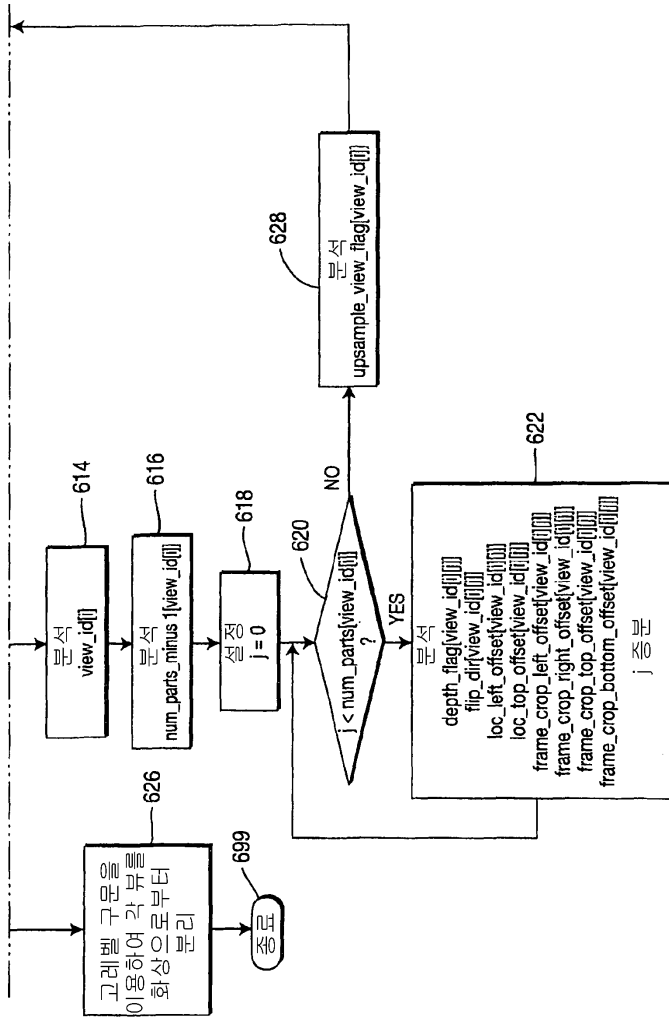 고레벨 구문을
이용하여 각 뷰를
화상으로부터
분리
626
종료
699
분석
view_id[i]
614
분석
num_parts_minus 1[view_id[i]]
616
설정
j = 0
618
j < num_parts[view_id[i]]
?
620
NO
YES
분석
upsample_view_flag[view_id[i]]
628
분석
depth_flag[view_id[i][j]]
flip_dir[view_id[i][j]]
loc_left_offset[view_id[i][j]]
loc_top_offset[view_id[i][j]]
frame_crop_left_offset[view_id[i][j]]
frame_crop_right_offset[view_id[i][j]]
frame_crop_top_offset[view_id[i][j]]
frame_crop_bottom_offset[view_id[i][j]]
j 증분
622